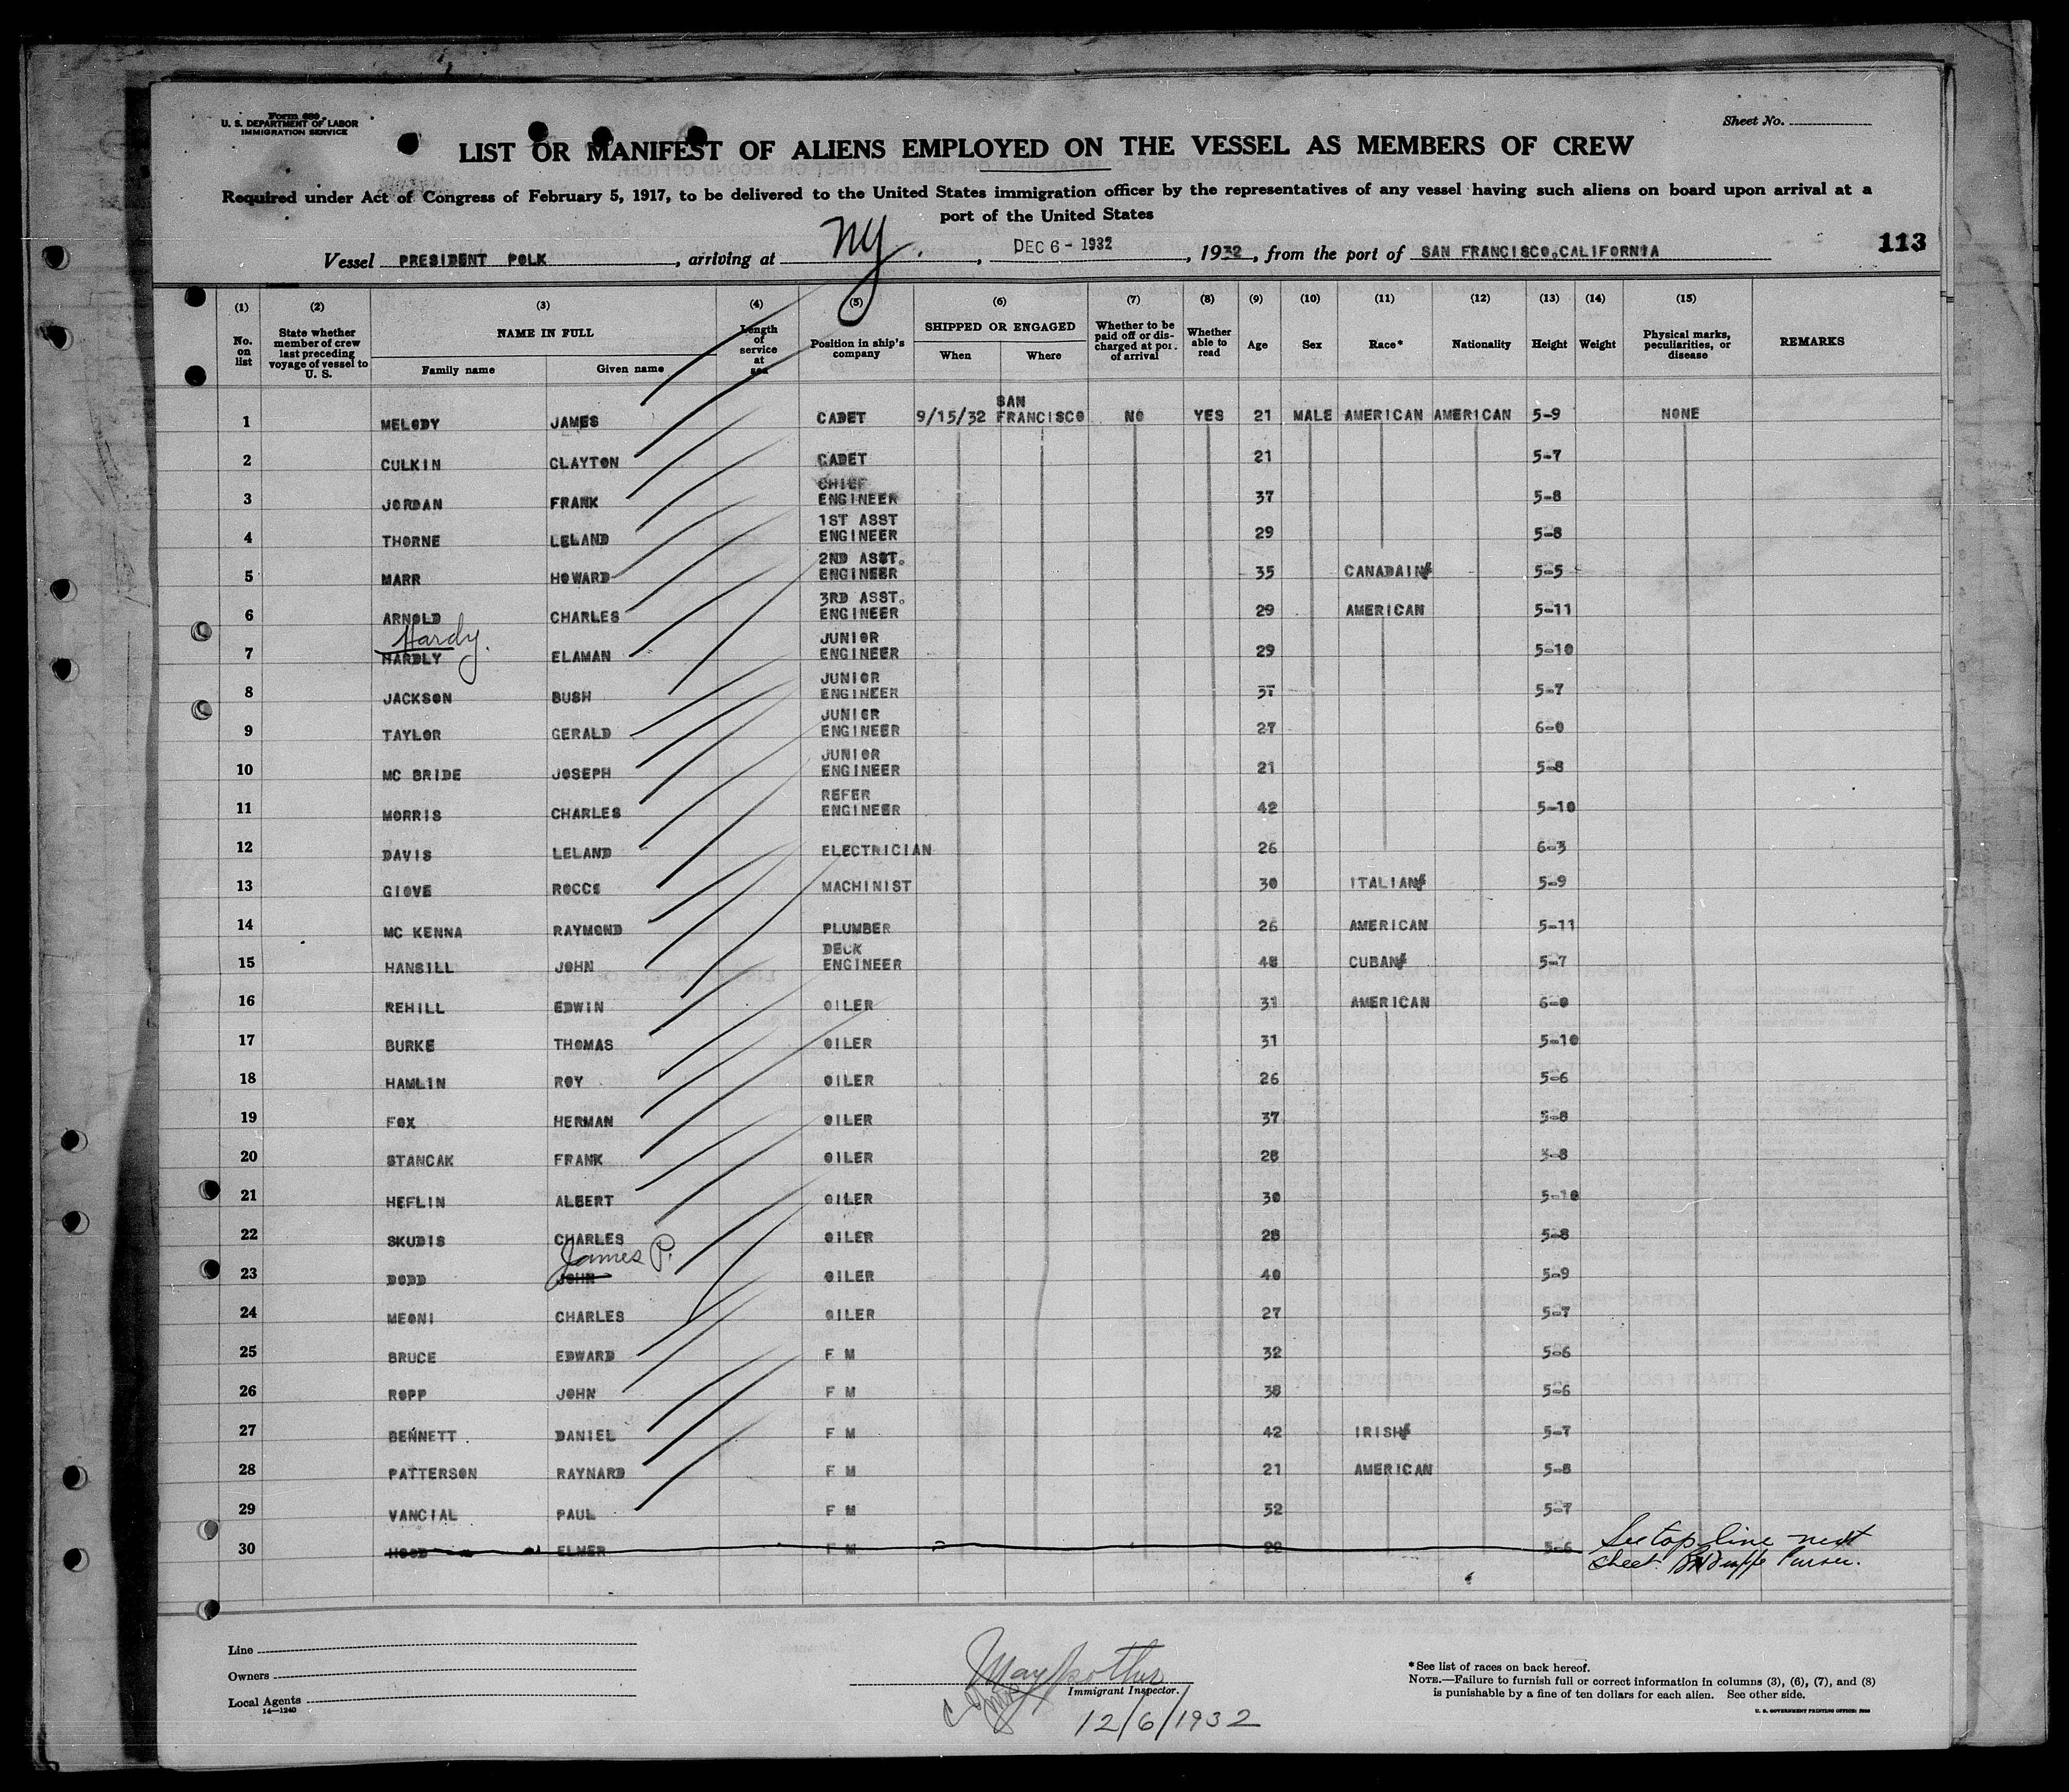 Form 680
U. S. DEPARTMENT OF LABOR
IMMIGRATION SERVICE
Sheet No.
LIST OR MANIFEST OF ALIENS EMPLOYED ON THE VESSEL AS MEMBERS OF CREW
Required under Act of Congress of February 5, 1917, to be delivered to the United States immigration officer by the representatives of any vessel having such aliens on board upon arrival at a
port of the United States
Vessel PRESIDENT POLK, arriving at NY., DEC 6 - 1932, 1932, from the port of SAN FRANCISCO.CALIFORNIA
113
(1) (2) (3) (4) (5) (6) (7) (8) (9) (10) (11) (12) (13) (14) (15)
No. on list
State whether member of crew last preceding voyage of vessel to U. S.
NAME IN FULL
Family name Given name
Length of service at sea
Position in ship's company
SHIPPED OR ENGAGED
When Where
Whether to be paid off or discharged at port of arrival
Whether able to read
Age Sex Race* Nationality Height Weight
Physical marks, peculiarities, or disease
REMARKS
1 MELODY JAMES CADET 9/15/32 SAN FRANCISCO NO YES 21 MALE AMERICAN AMERICAN 5-9 NONE
2 CULKIN CLAYTON CADET 21 5-7
3 JORDAN FRANK CHIEF ENGINEER 37 5-8
4 THORNE LELAND 1ST ASST ENGINEER 29 5-8
5 MARR HOWARD 2ND ASST. ENGINEER 35 CANADAIN 5-5
6 ARNOLD CHARLES 3RD ASST. ENGINEER 29 AMERICAN 5-11
Hardy.
7 HARDLY ELAMAN JUNIOR ENGINEER 29 5-10
8 JACKSON BUSH JUNIOR ENGINEER 37 5-7
9 TAYLOR GERALD JUNIOR ENGINEER 27 6-0
10 MC BRIDE JOSEPH JUNIOR ENGINEER 21 5-8
11 MORRIS CHARLES REFER ENGINEER 42 5-10
12 DAVIS LELAND ELECTRICIAN 26 6-3
13 GIOVE ROCCO MACHINIST 30 ITALIAN 5-9
14 MC KENNA RAYMOND PLUMBER 26 AMERICAN 5-11
15 HANSILL JOHN DECK ENGINEER 48 CUBAN 5-7
16 REHILL EDWIN OILER 31 AMERICAN 6-0
17 BURKE THOMAS OILER 31 5-10
18 HAMLIN ROY OILER 26 5-6
19 FOX HERMAN OILER 37 5-8
20 STANCAK FRANK OILER 28 5-8
21 HEFLIN ALBERT OILER 30 5-10
22 SKUDIS CHARLES OILER 28 5-8
James P.
23 DODD JOHN OILER 40 5-9
24 MEONI CHARLES OILER 27 5-7
25 BRUCE EDWARD F M 32 5-6
26 ROPP JOHN F M 38 5-6
27 BENNETT DANIEL F M 42 IRISH 5-7
28 PATTERSON RAYNARD F M 21 AMERICAN 5-8
29 VANCIAL PAUL F M 52 5-7
30 HOOD ELMER F M 5-6 See top line next
sheet. Purser.
Line
Owners
Local Agents
14—1240
Immigrant Inspector.
12/6/1932
*See list of races on back hereof.
NOTE.—Failure to furnish full or correct information in columns (3), (6), (7), and (8)
is punishable by a fine of ten dollars for each alien. See other side.
U. S. GOVERNMENT PRINTING OFFICE: